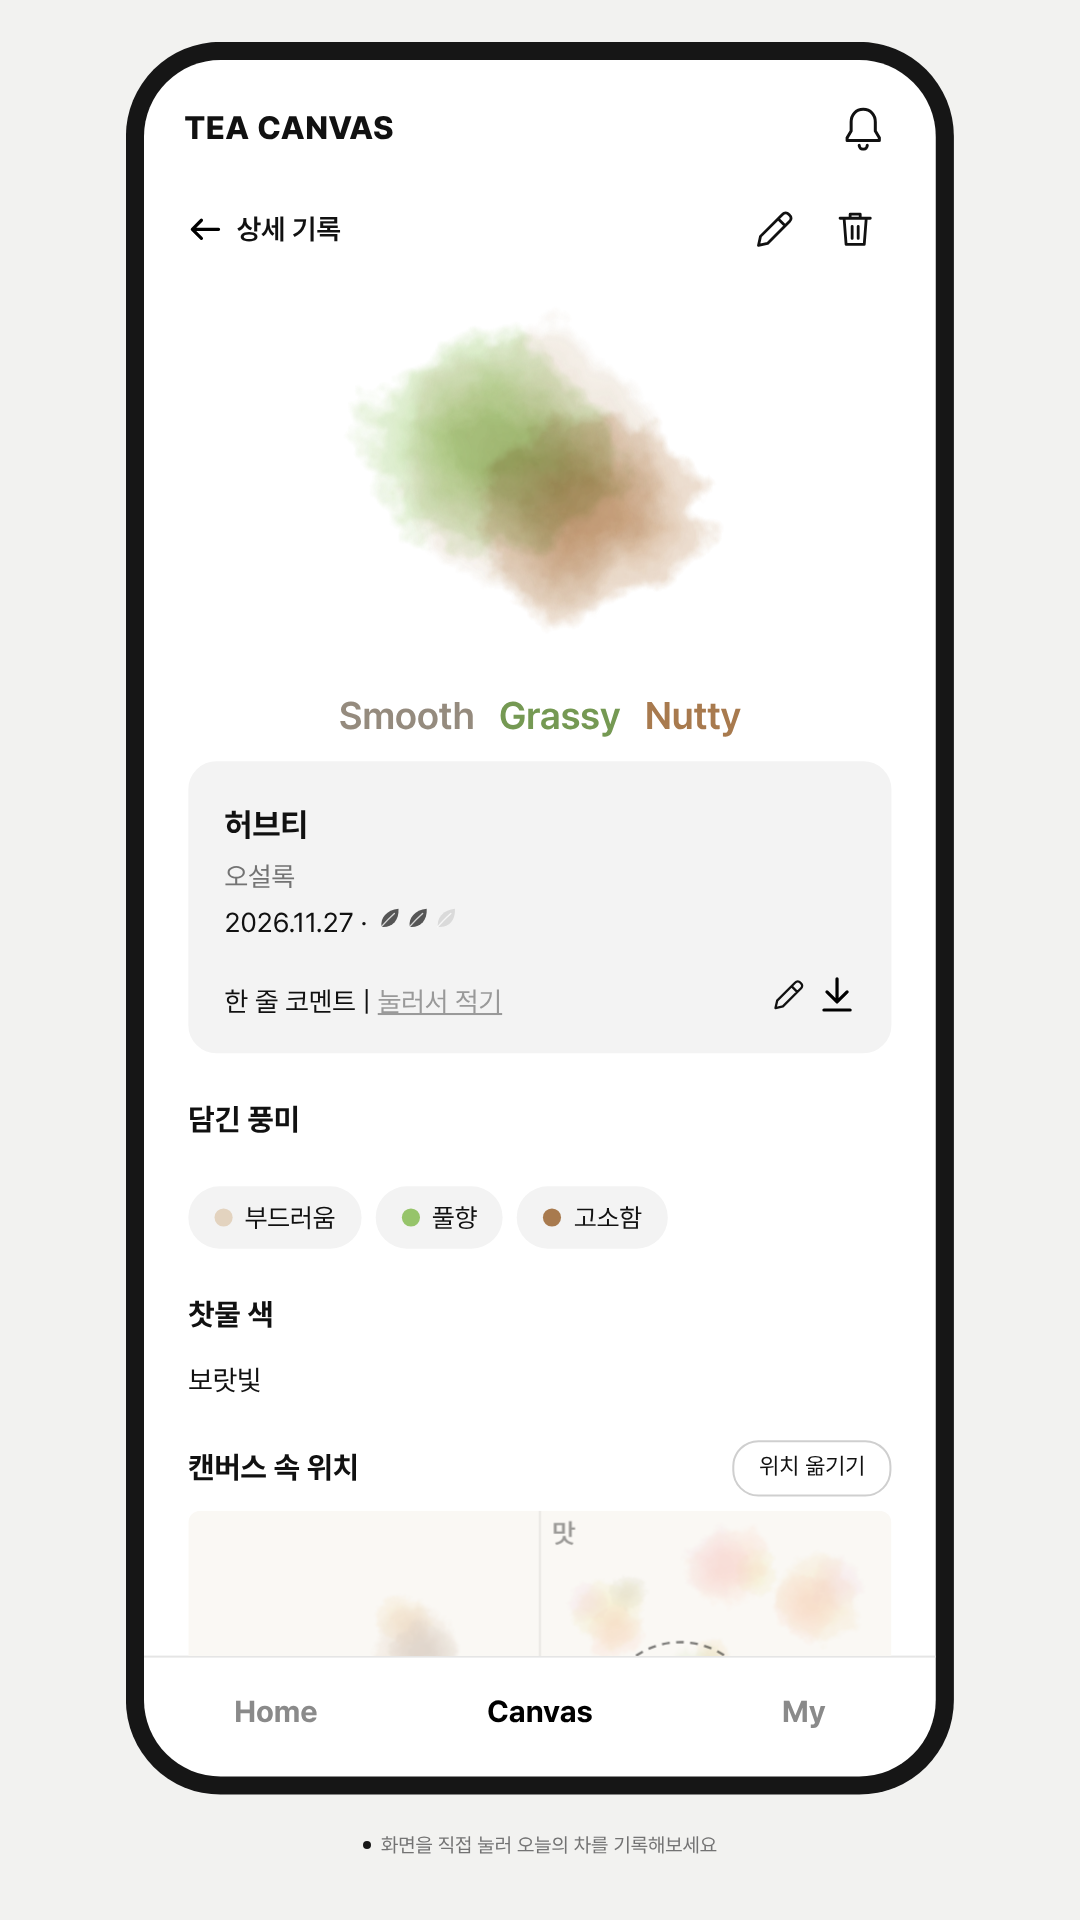 TEA CANVAS
상세 기록
Smooth Grassy Nutty
허브티
오설록
2026.11.27 ·
한 줄 코멘트 | 눌러서 적기
담긴 풍미
부드러움 풀향 고소함
찻물 색
보랏빛
캔버스 속 위치 위치 옮기기
맛
Home Canvas My
화면을 직접 눌러 오늘의 차를 기록해보세요